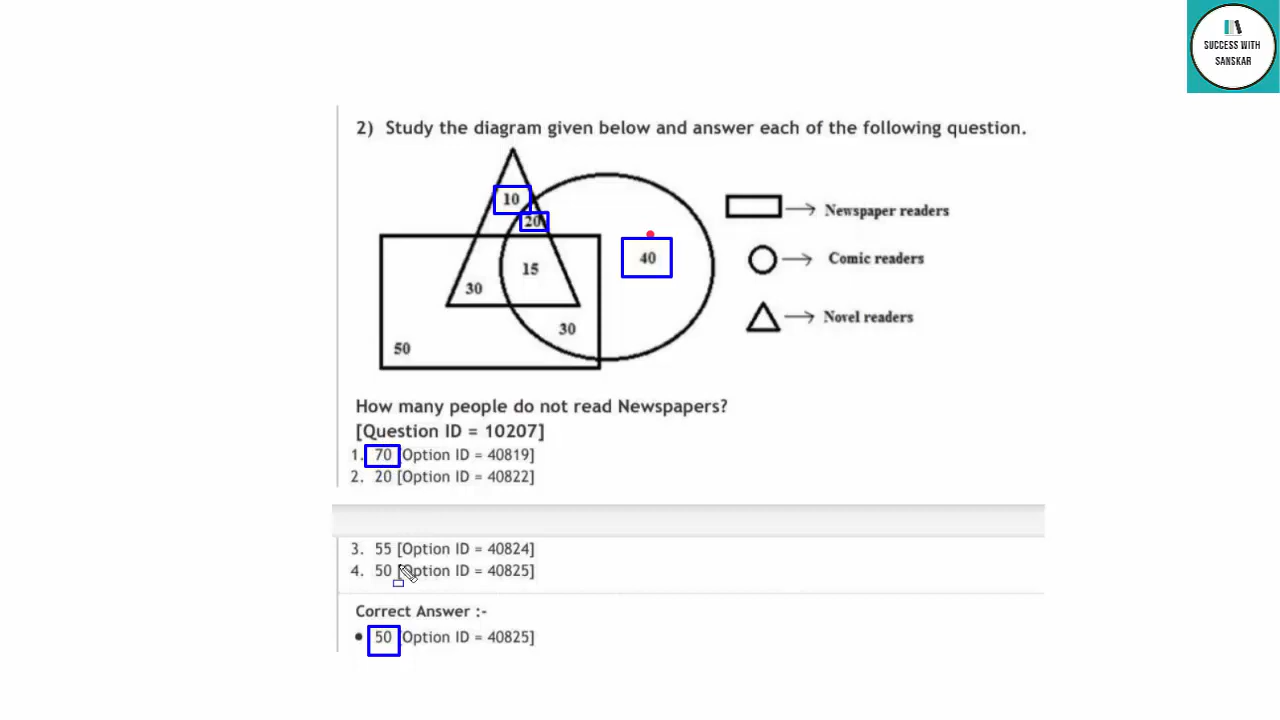 SUCCESS WITH
SANSKAR
2) Study the diagram given below and answer each of the following question.
10
20
15
30
30
50
40
Newspaper readers
Comic readers
Novel readers
How many people do not read Newspapers?
[Question ID = 10207]
1. 70 [Option ID = 40819]
2. 20 [Option ID = 40822]
3. 55 [Option ID = 40824]
4. 50 [Option ID = 40825]
Correct Answer :-
• 50 [Option ID = 40825]